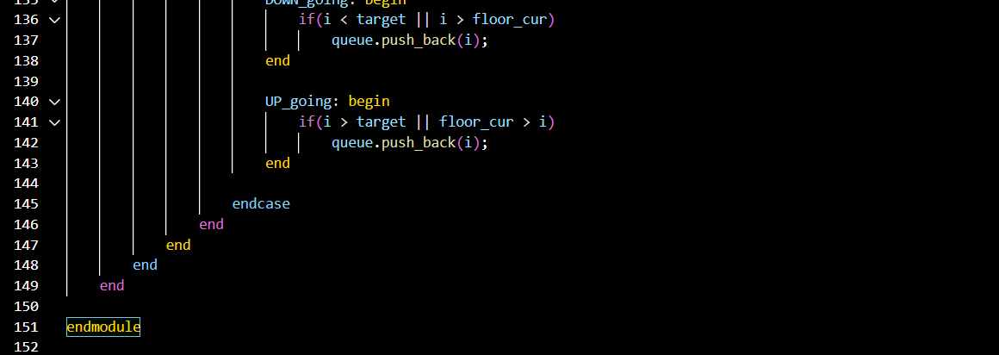 135 DOWN_going: begin
136 if(i < target || i > floor_cur)
137 queue.push_back(i);
138 end
139
140 UP_going: begin
141 if(i > target || floor_cur > i)
142 queue.push_back(i);
143 end
144
145 endcase
146 end
147 end
148 end
149 end
150
151 endmodule
152